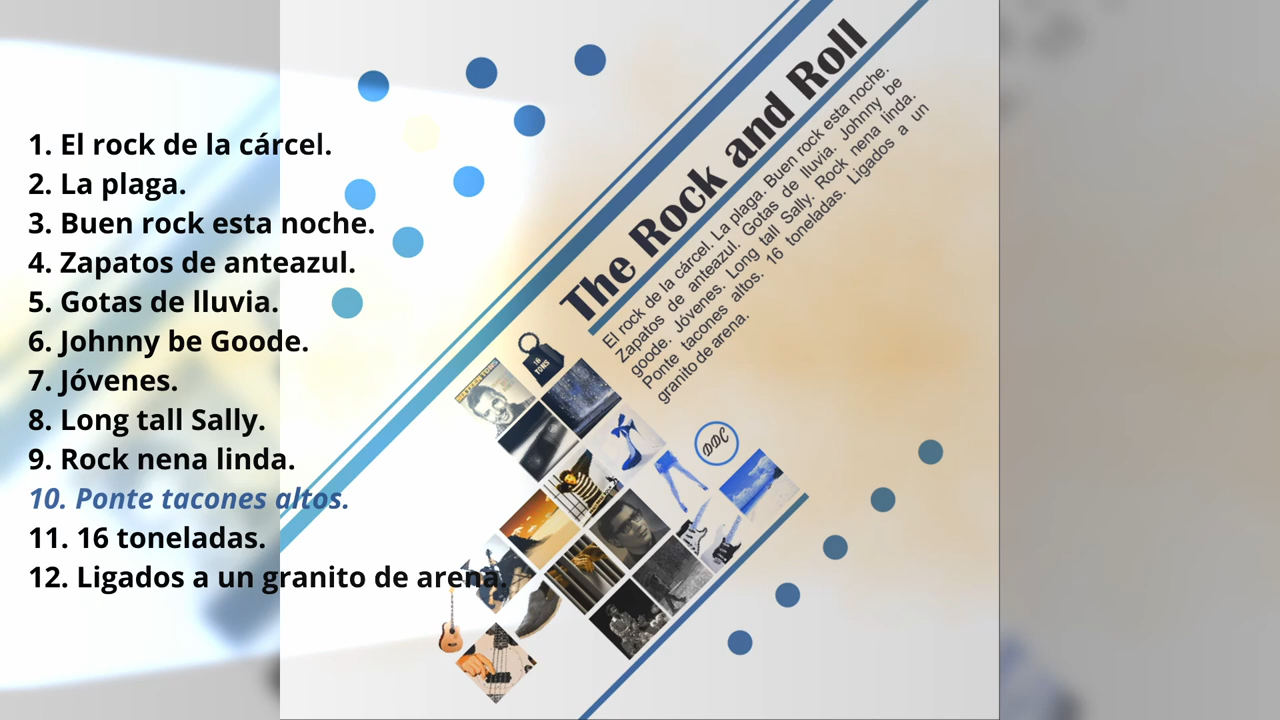 1. El rock de la cárcel.
2. La plaga.
3. Buen rock esta noche.
4. Zapatos de anteazul.
5. Gotas de lluvia.
6. Johnny be Goode.
7. Jóvenes.
8. Long tall Sally.
9. Rock nena linda.
10. Ponte tacones altos.
11. 16 toneladas.
12. Ligados a un granito de arena.
The Rock and Roll
El rock de la cárcel. La plaga. Buen rock esta noche.
Zapatos de anteazul. Gotas de lluvia. Johnny be
goode. Jóvenes. Long tall Sally. Rock nena linda.
Ponte tacones altos. 16 toneladas. Ligados a un
granito de arena.
16
TONS
DDC